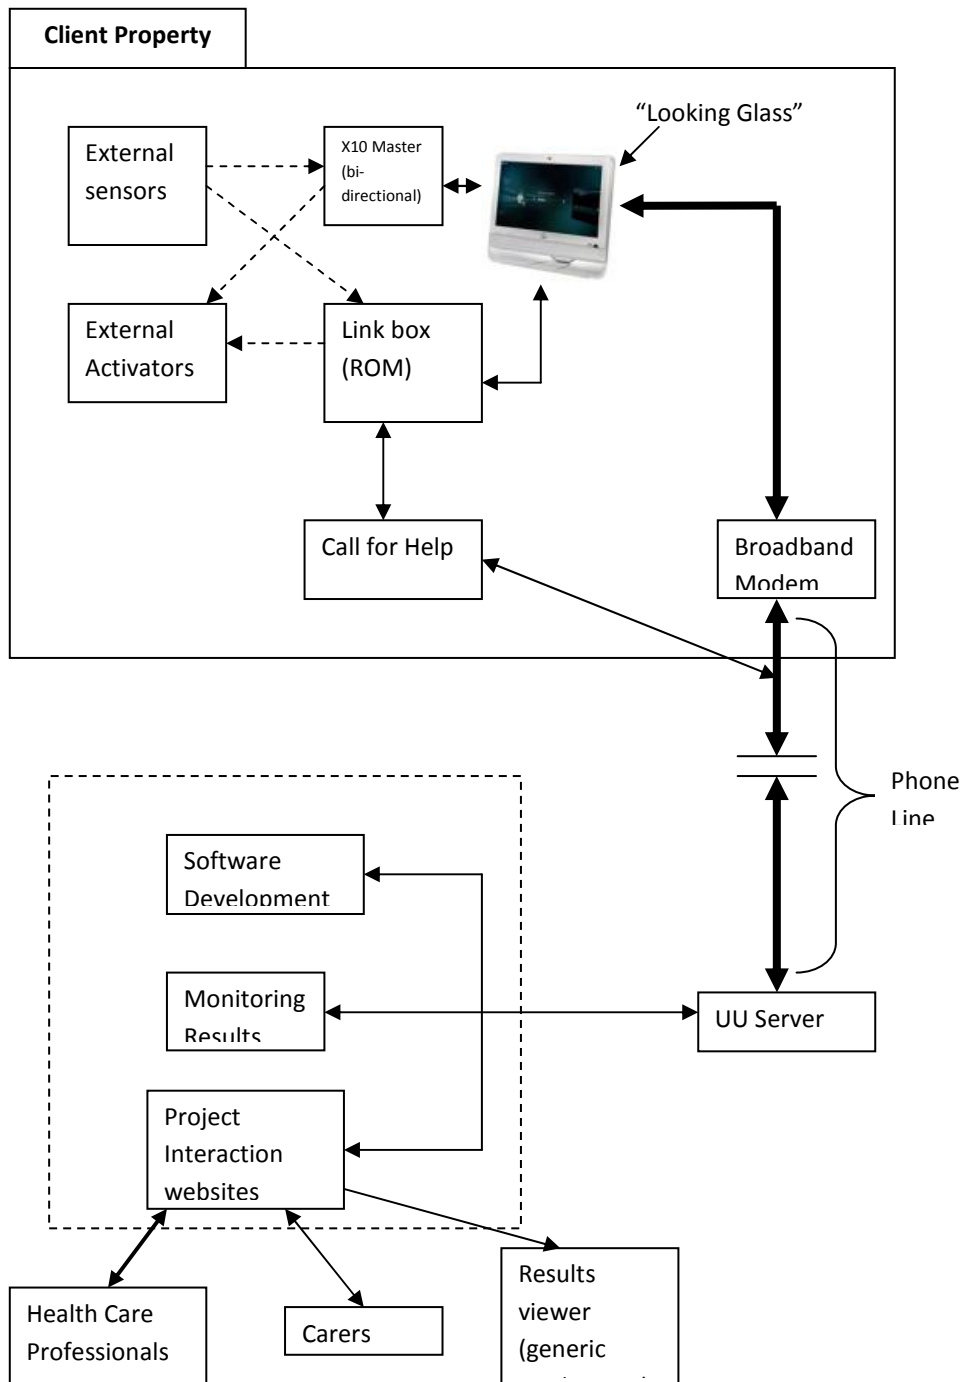 Client Property
“Looking Glass”
External
sensors
X10 Master
(bi-
directional)
External
Activators
Link box
(ROM)
Call for Help
Broadband
Modem
Phone
Line
Software
Development
Monitoring
Results
UU Server
Project
Interaction
websites
Health Care
Professionals
Carers
Results
viewer
(generic